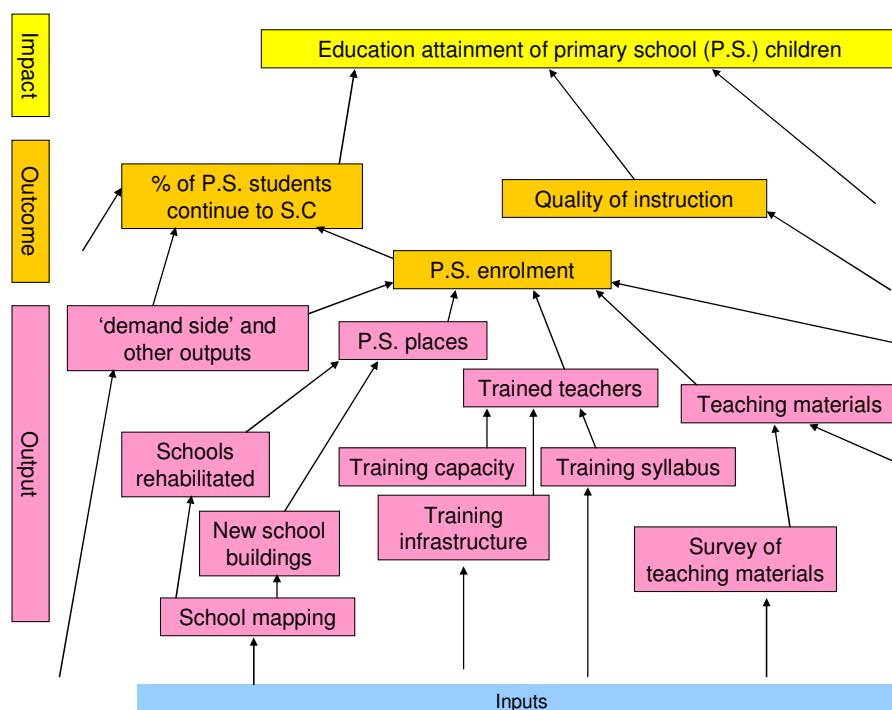 Impact
Education attainment of primary school (P.S.) children
Outcome
% of P.S. students
continue to S.C
Quality of instruction
P.S. enrolment
Output
‘demand side’ and
other outputs
P.S. places
Trained teachers
Teaching materials
Schools
rehabilitated
Training capacity
Training syllabus
New school
buildings
Training
infrastructure
Survey of
teaching materials
School mapping
Inputs